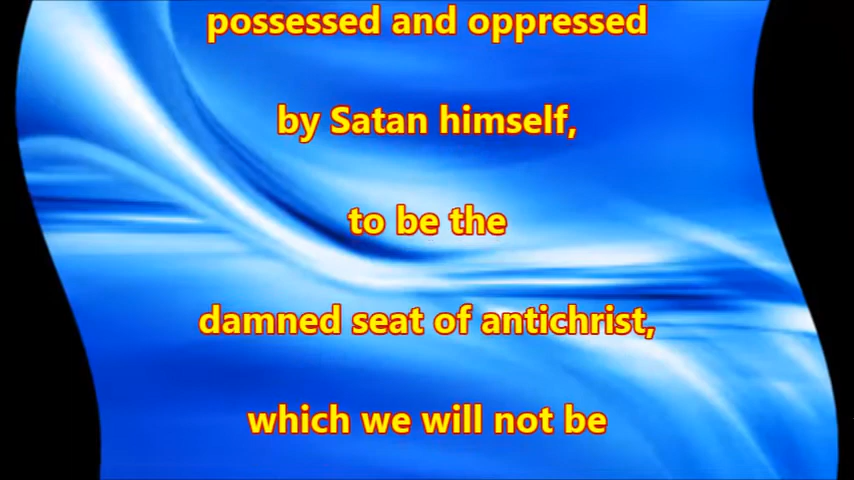 possessed and oppressed
by Satan himself,
to be the
damned seat of antichrist,
which we will not be